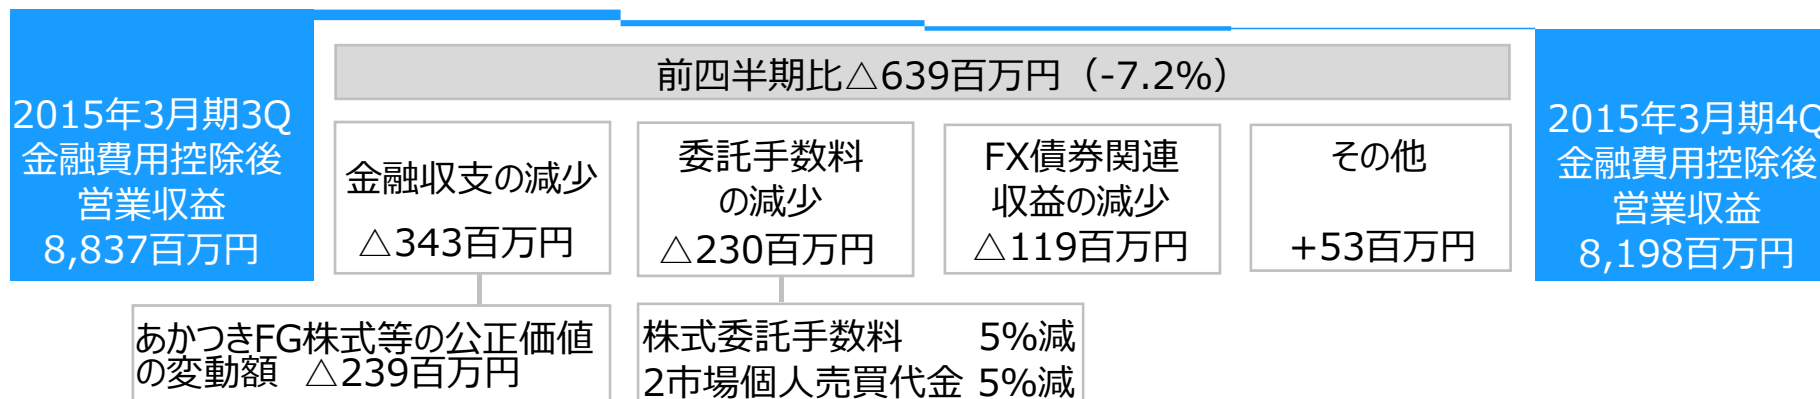 2015年3月期3Q
金融費用控除後
営業収益
8,837百万円
前四半期比△639百万円（-7.2%）
金融収支の減少
△343百万円
委託手数料
の減少
△230百万円
FX債券関連
収益の減少
△119百万円
その他
+53百万円
2015年3月期4Q
金融費用控除後
営業収益
8,198百万円
あかつきFG株式等の公正価値
の変動額 △239百万円
株式委託手数料 5%減
2市場個人売買代金 5%減